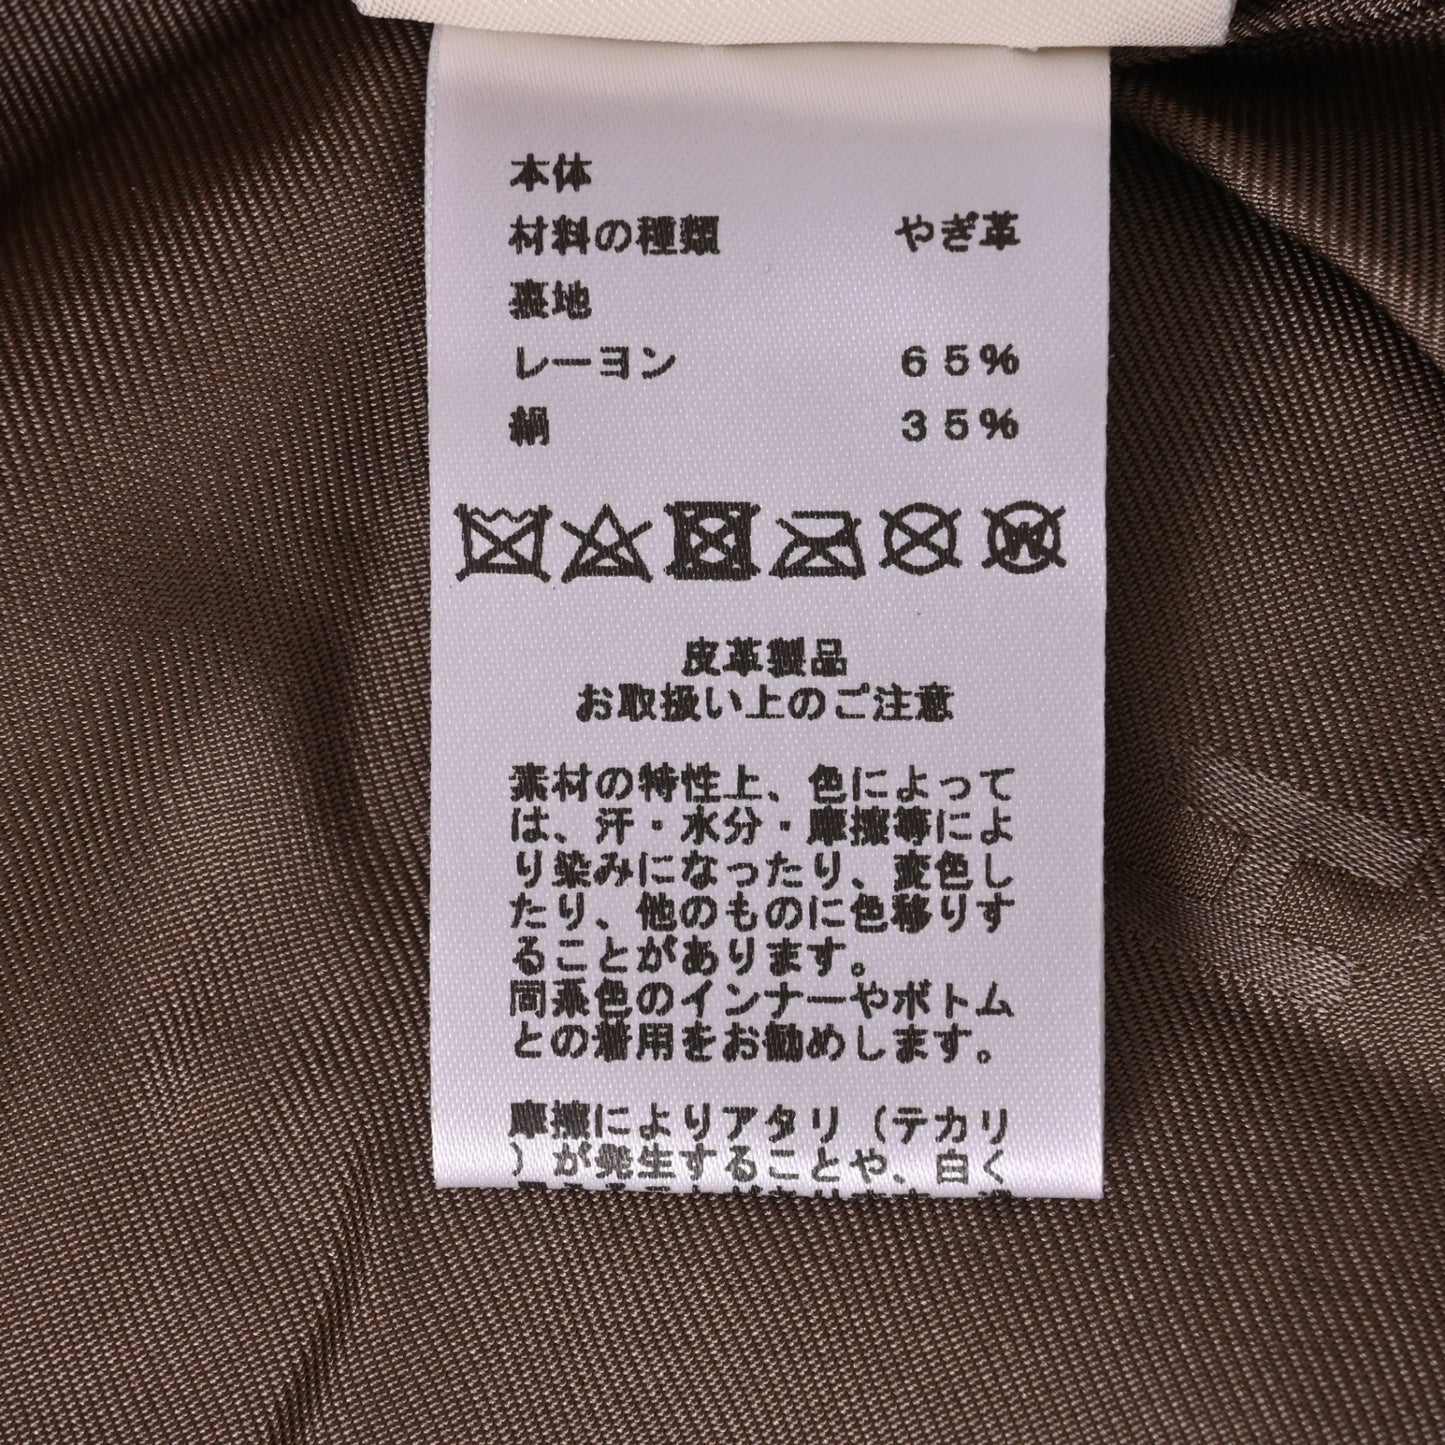 本体
材料の種類 やぎ革
裏地
レーヨン 65%
絹 35%
W
皮革製品
お取扱い上のご注意
素材の特性上、色によって
は、汗・水分・摩擦等によ
り染みになったり、変色し
たり、他のものに色移りす
ることがあります。
同系色のインナーやボトム
との着用をお勧めします。
摩擦によりアタリ(テカリ
)が発生することや、白く